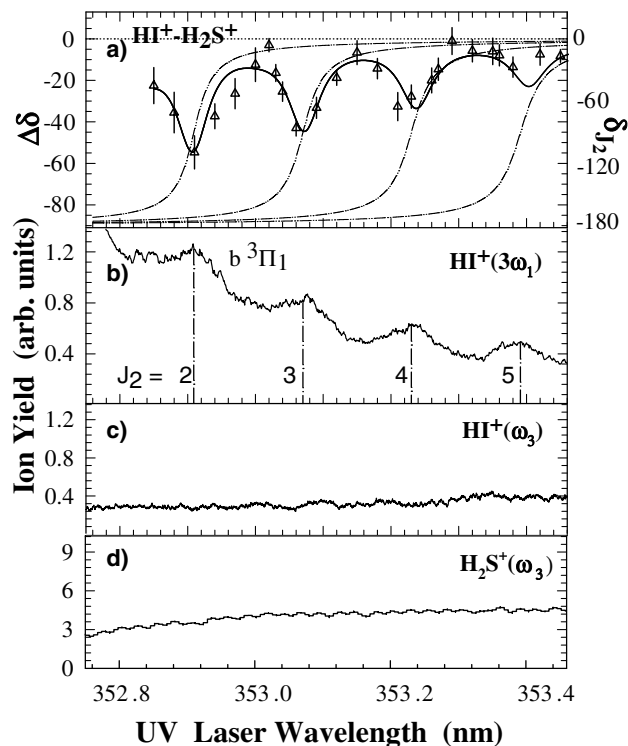 a) HI⁺-H₂S⁺
0
-20
-40
-60
-80
Δδ
0
-60
-120
-180
δ_J₂
b) b ³Π₁ HI⁺(3ω₁)
1.2
0.8
0.4
J₂ = 2 3 4 5
c) HI⁺(ω₃)
1.2
0.8
0.4
d) H₂S⁺(ω₃)
9
6
3
0
Ion Yield (arb. units)
352.8 353.0 353.2 353.4
UV Laser Wavelength (nm)